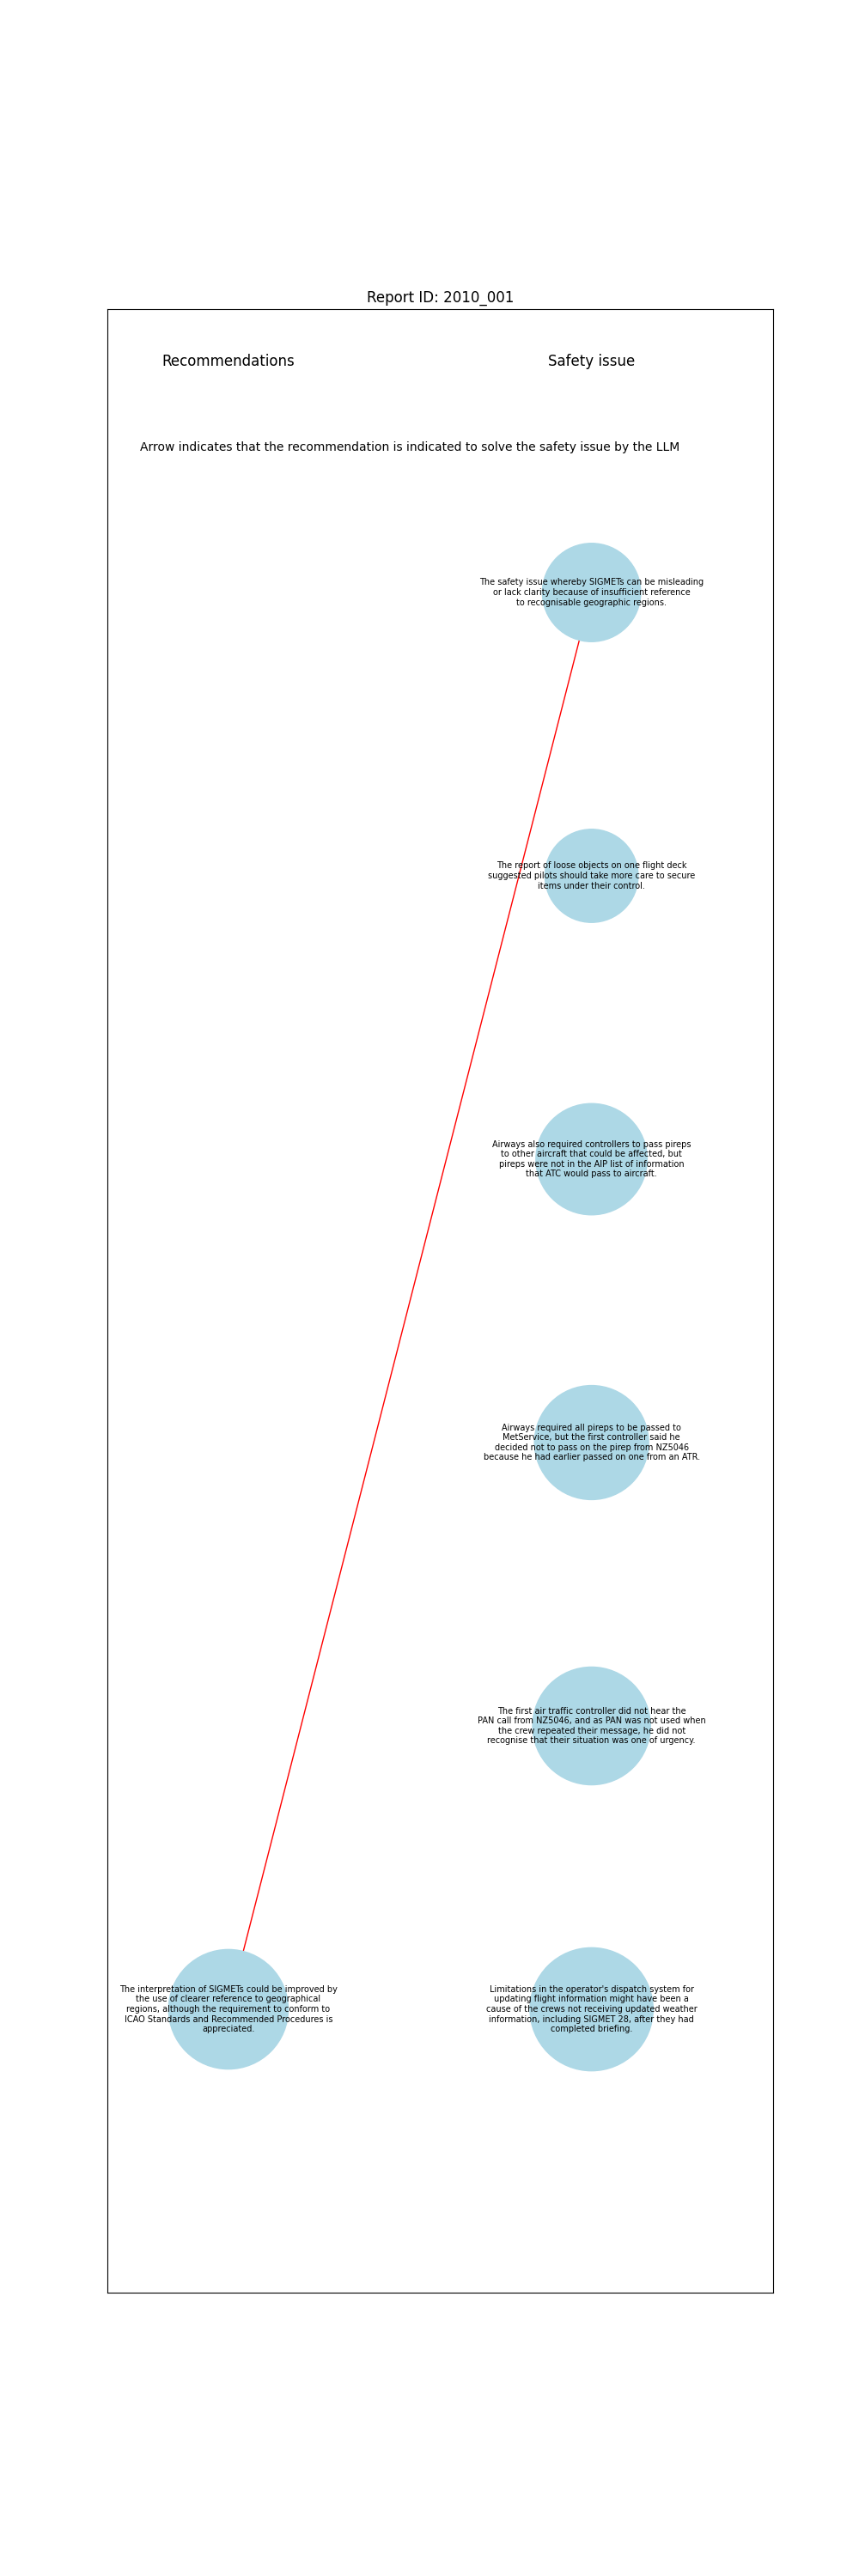 Report ID: 2010_001
Recommendations
Safety issue
Arrow indicates that the recommendation is indicated to solve the safety issue by the LLM
The safety issue whereby SIGMETs can be misleading
or lack clarity because of insufficient reference
to recognisable geographic regions.
The report of loose objects on one flight deck
suggested pilots should take more care to secure
items under their control.
Airways also required controllers to pass pireps
to other aircraft that could be affected, but
pireps were not in the AIP list of information
that ATC would pass to aircraft.
Airways required all pireps to be passed to
MetService, but the first controller said he
decided not to pass on the pirep from NZ5046
because he had earlier passed on one from an ATR.
The first air traffic controller did not hear the
PAN call from NZ5046, and as PAN was not used when
the crew repeated their message, he did not
recognise that their situation was one of urgency.
The interpretation of SIGMETs could be improved by
the use of clearer reference to geographical
regions, although the requirement to conform to
ICAO Standards and Recommended Procedures is
appreciated.
Limitations in the operator's dispatch system for
updating flight information might have been a
cause of the crews not receiving updated weather
information, including SIGMET 28, after they had
completed briefing.